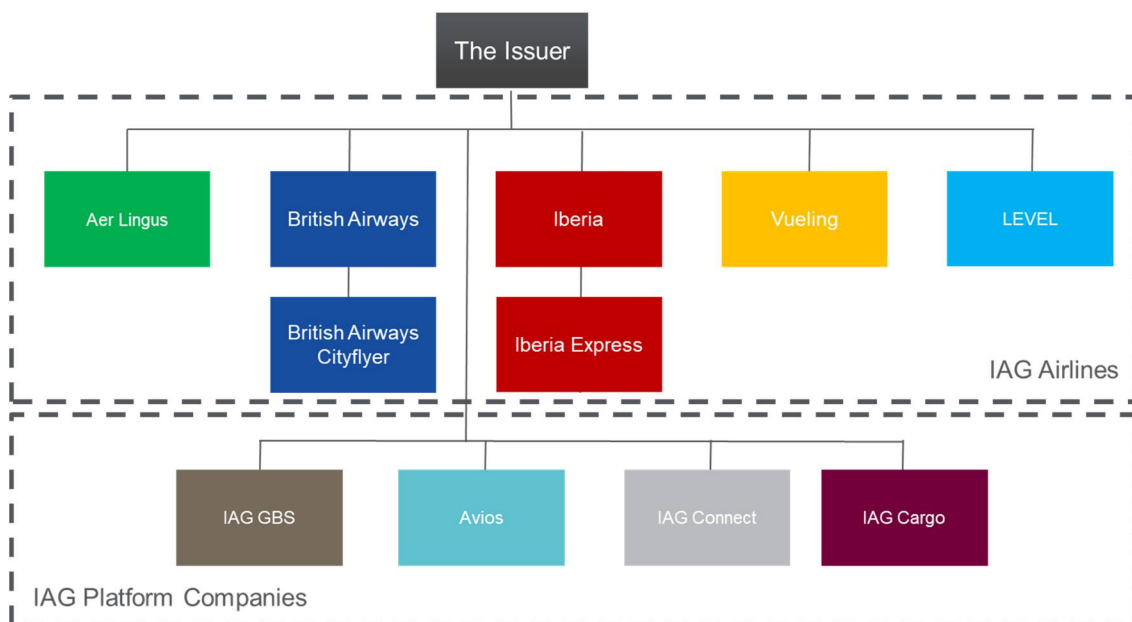 The Issuer
Aer Lingus
British Airways
Iberia
Vueling
LEVEL
British Airways
Cityflyer
Iberia Express
IAG Airlines
IAG GBS
Avios
IAG Connect
IAG Cargo
IAG Platform Companies